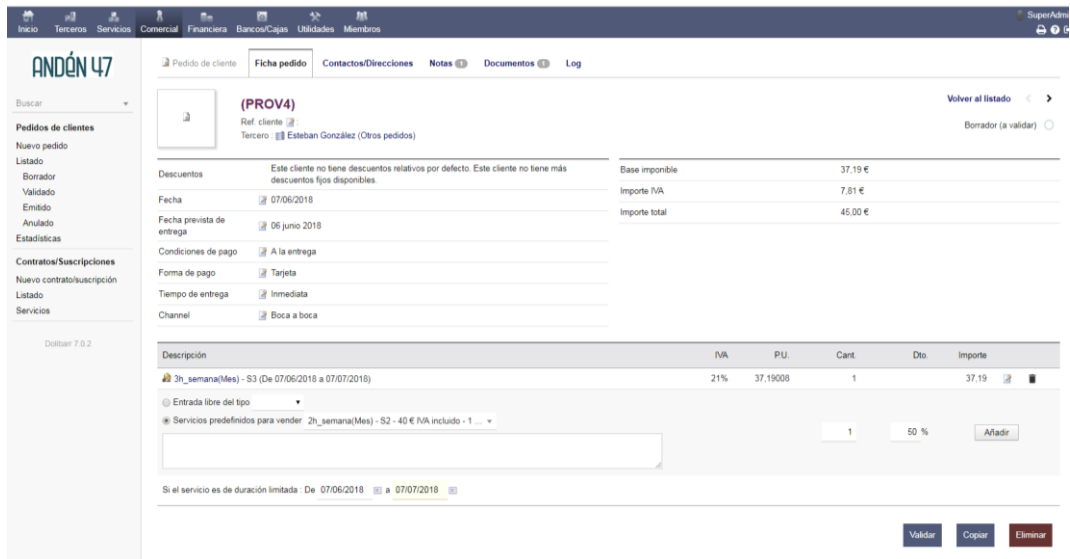 Inicio Terceros Servicios Comercial Financiera Bancos/Cajas Utilidades Miembros
SuperAdmi
ANDÉN 47
Buscar
Pedidos de clientes
Nuevo pedido
Listado
Borrador
Validado
Emitido
Anulado
Estadísticas
Contratos/Suscripciones
Nuevo contrato/suscripción
Listado
Servicios
Dolibarr 7.0.2
Pedido de cliente Ficha pedido Contactos/Direcciones Notas 1 Documentos 1 Log
(PROV4)
Ref. cliente :
Tercero : Esteban González (Otros pedidos)
Volver al listado < >
Borrador (a validar)
Descuentos Este cliente no tiene descuentos relativos por defecto. Este cliente no tiene más
descuentos fijos disponibles.
Fecha 07/06/2018
Fecha prevista de
entrega 06 junio 2018
Condiciones de pago A la entrega
Forma de pago Tarjeta
Tiempo de entrega Inmediata
Channel Boca a boca
Base imponible 37,19 €
Importe IVA 7,81 €
Importe total 45,00 €
Descripción IVA P.U. Cant. Dto. Importe
3h_semana(Mes) - S3 (De 07/06/2018 a 07/07/2018) 21% 37,19008 1 37,19
Entrada libre del tipo
Servicios predefinidos para vender 2h_semana(Mes) - S2 - 40 € IVA incluido - 1 ... 1 50 % Añadir
Si el servicio es de duración limitada : De 07/06/2018 a 07/07/2018
Validar Copiar Eliminar